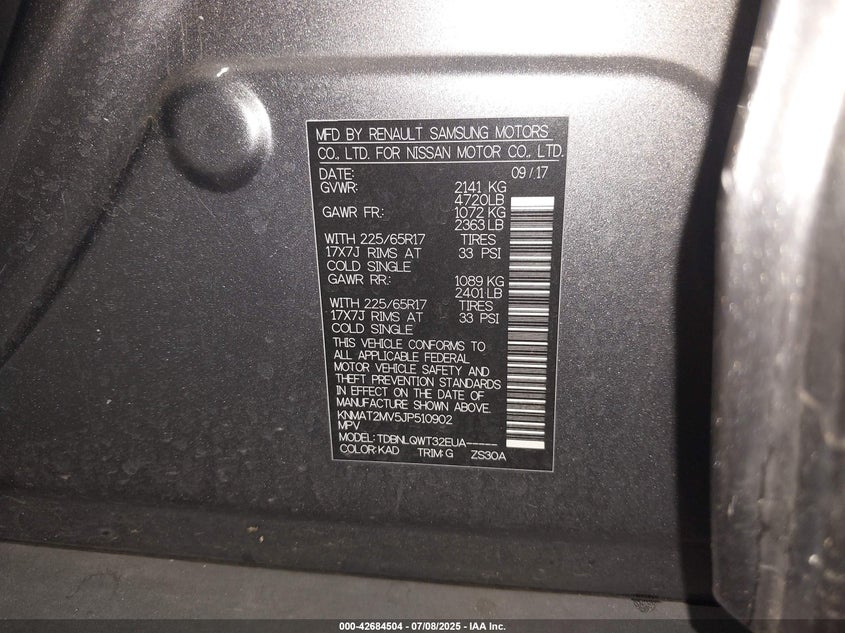 MFD BY RENAULT SAMSUNG MOTORS
CO., LTD. FOR NISSAN MOTOR CO., LTD.
DATE: 09/17
GVWR: 2141 KG
4720LB
GAWR FR.: 1072 KG
2363 LB
WITH 225/65R17 TIRES
17X7J RIMS AT 33 PSI
COLD SINGLE
GAWR RR.: 1089 KG
2401 LB
WITH 225/65R17 TIRES
17X7J RIMS AT 33 PSI
COLD SINGLE
THIS VEHICLE CONFORMS TO
ALL APPLICABLE FEDERAL
MOTOR VEHICLE SAFETY AND
THEFT PREVENTION STANDARDS
IN EFFECT ON THE DATE OF
MANUFACTURE SHOWN ABOVE.
KNMAT2MV5JP510902
MPV
MODEL: TDBNLQWT32EUA-----
COLOR: KAD TRIM: G ZS30A
000-42684504 - 07/08/2025 - IAA Inc.